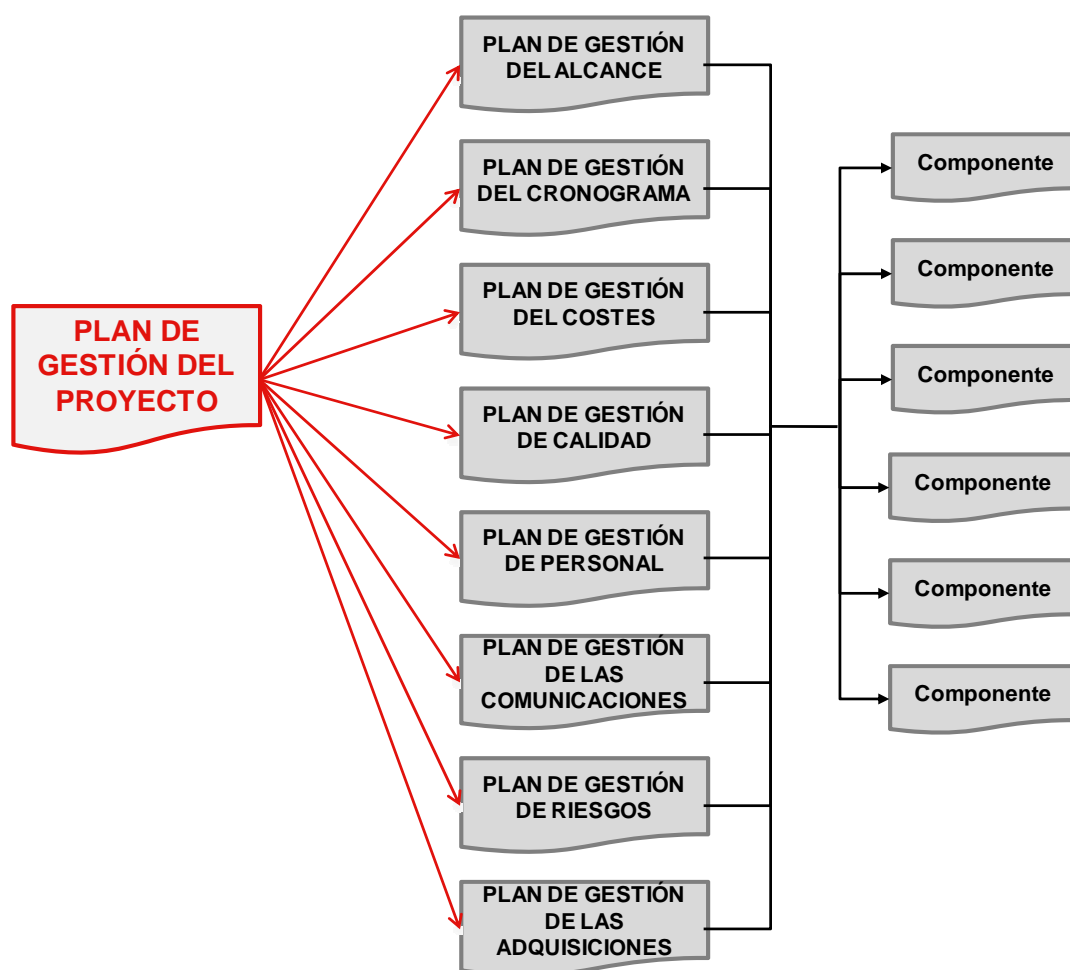 PLAN DE
GESTIÓN DEL
PROYECTO
PLAN DE GESTIÓN
DEL ALCANCE
PLAN DE GESTIÓN
DEL CRONOGRAMA
PLAN DE GESTIÓN
DEL COSTES
PLAN DE GESTIÓN
DE CALIDAD
PLAN DE GESTIÓN
DE PERSONAL
PLAN DE GESTIÓN
DE LAS
COMUNICACIONES
PLAN DE GESTIÓN
DE RIESGOS
PLAN DE GESTIÓN
DE LAS
ADQUISICIONES
Componente
Componente
Componente
Componente
Componente
Componente